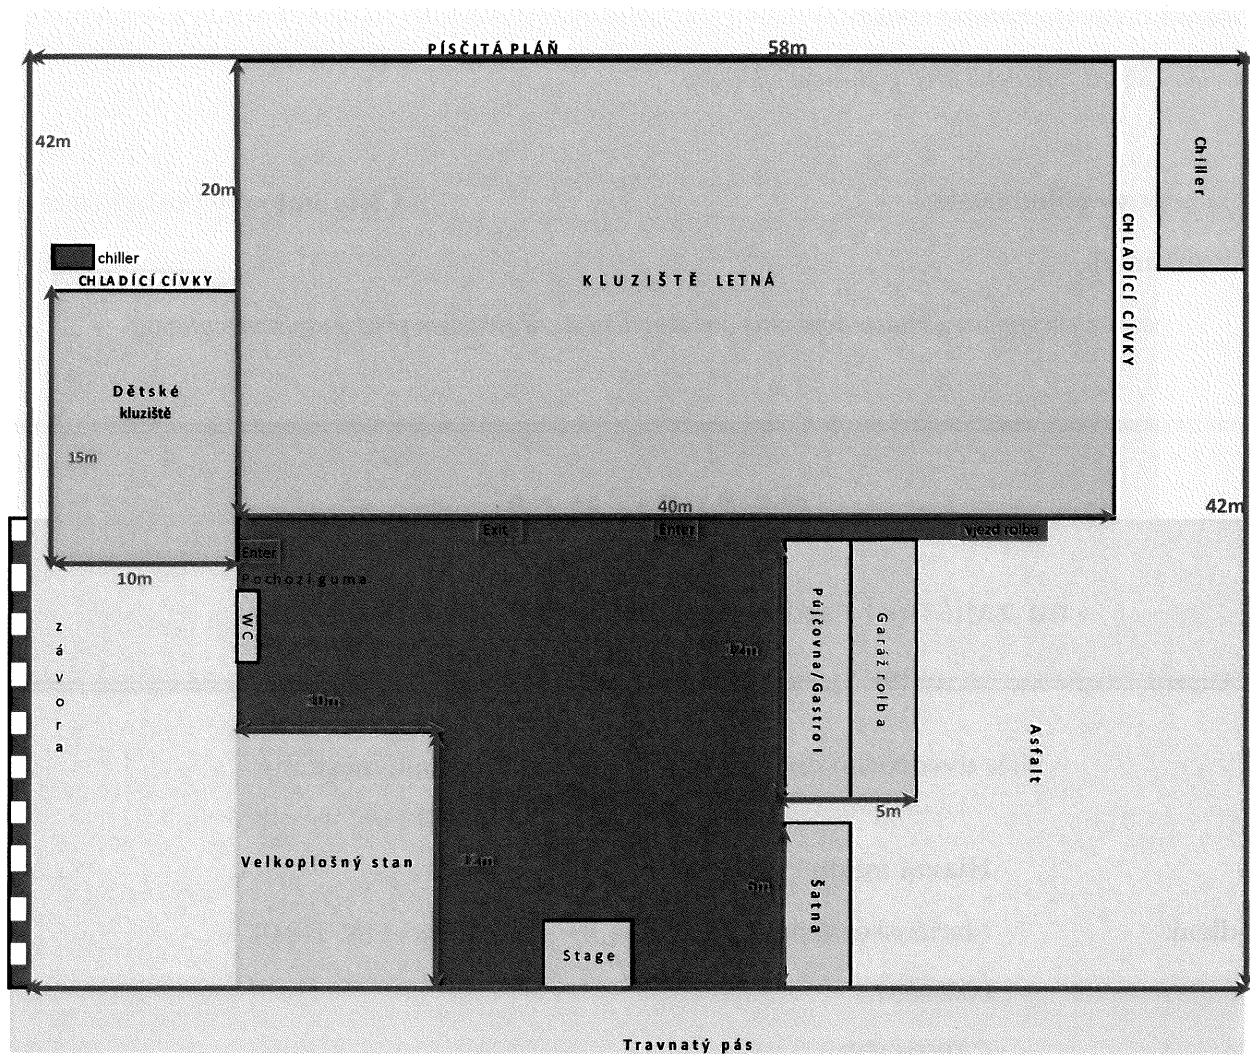 PÍSČITÁ PLÁŇ
58m
42m
20m
Chiller
chiller
CHLADÍCÍ CÍVKY
KLUZIŠTĚ LETNÁ
CHLADÍCÍ CÍVKY
Dětské
kluziště
15m
40m
42m
Exit
Enter
vjezd rolba
Enter
10m
Pochozí guma
WC
závora
Půjčovna/Gastro I
Garáž rolba
12m
10m
Asfalt
5m
Velkoplošný stan
12m
6m
Šatna
Stage
Travnatý pás